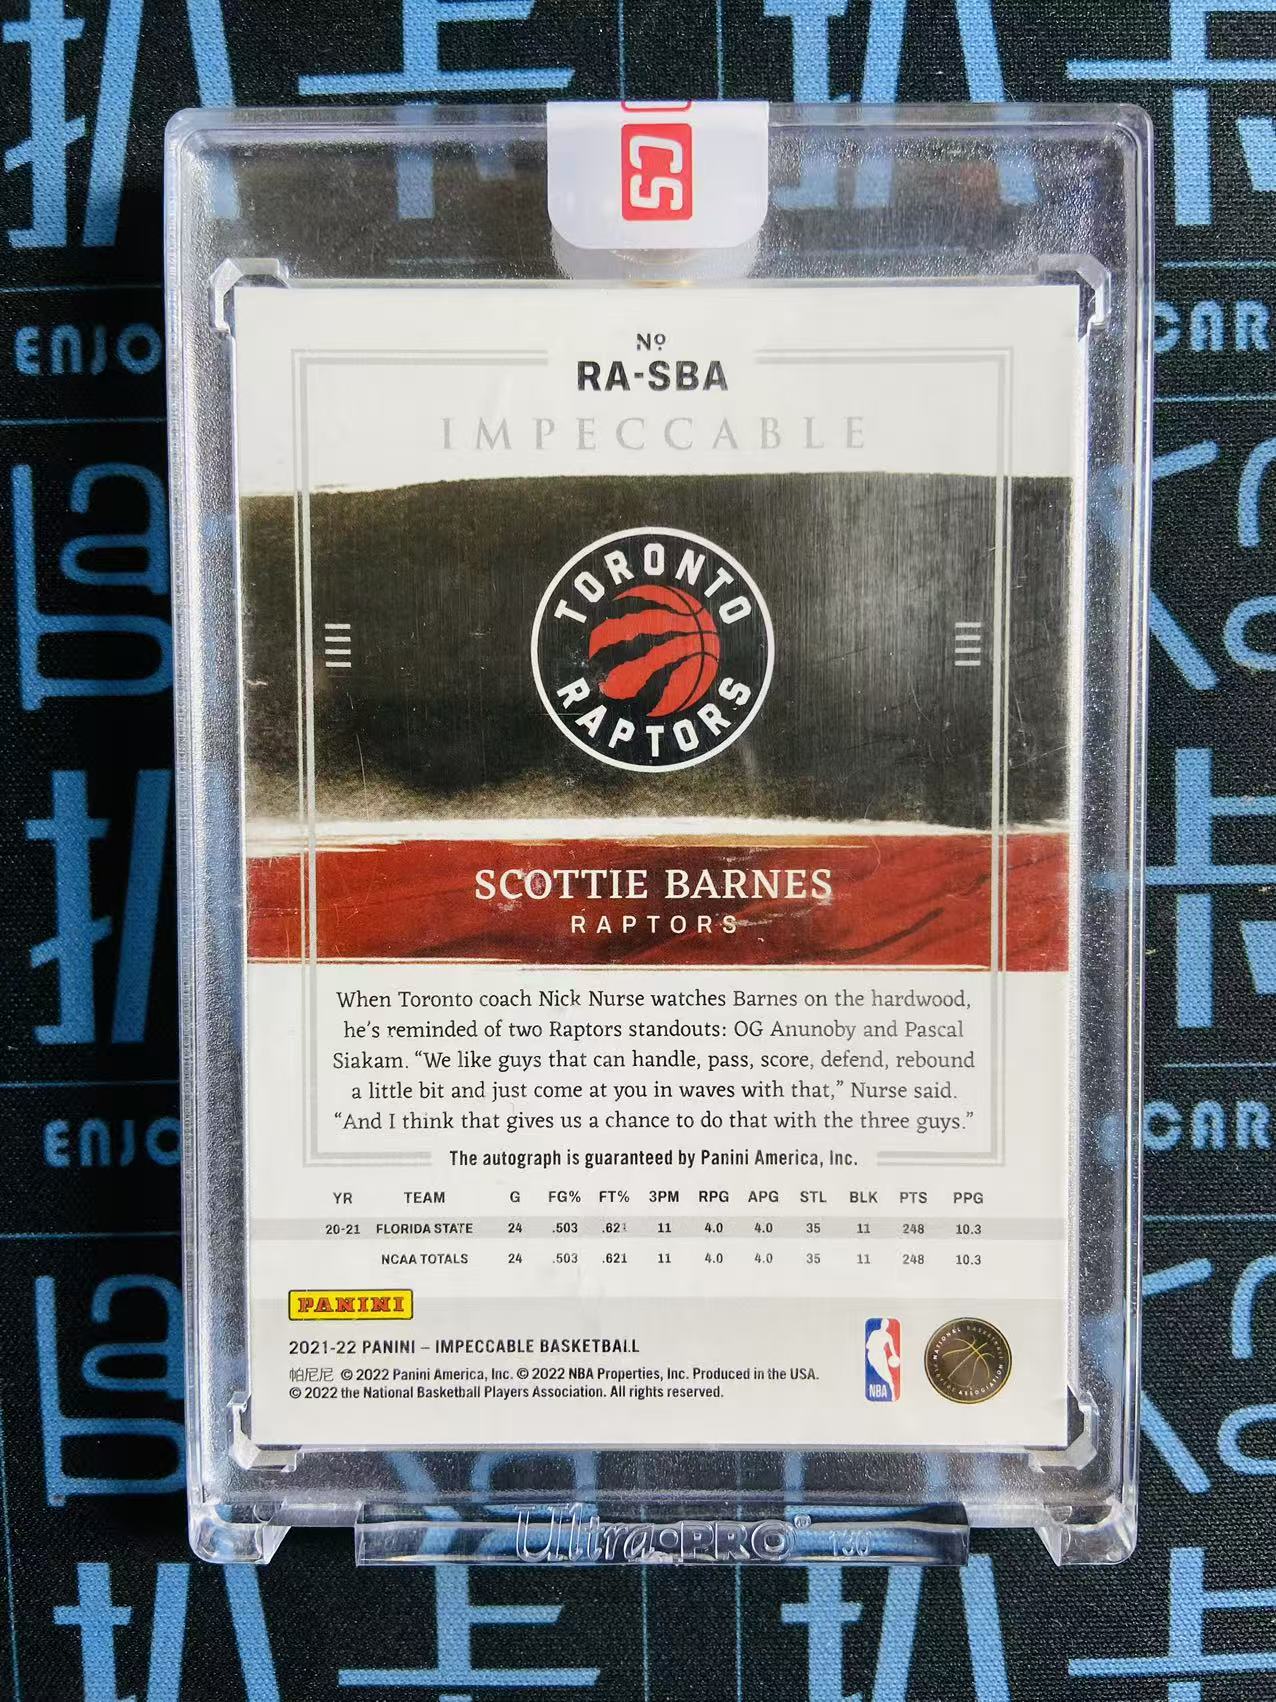 CS
ENJO
CAR
Nº
RA-SBA
IMPECCABLE
TORONTO
RAPTORS
SCOTTIE BARNES
RAPTORS
When Toronto coach Nick Nurse watches Barnes on the hardwood,
he's reminded of two Raptors standouts: OG Anunoby and Pascal
Siakam. “We like guys that can handle, pass, score, defend, rebound
a little bit and just come at you in waves with that,” Nurse said.
“And I think that gives us a chance to do that with the three guys.”
The autograph is guaranteed by Panini America, Inc.
YR TEAM G FG% FT% 3PM RPG APG STL BLK PTS PPG
20-21 FLORIDA STATE 24 .503 .621 11 4.0 4.0 35 11 248 10.3
NCAA TOTALS 24 .503 .621 11 4.0 4.0 35 11 248 10.3
ENJO
CAR
PANINI
2021-22 PANINI – IMPECCABLE BASKETBALL
帕尼尼 © 2022 Panini America, Inc. © 2022 NBA Properties, Inc. Produced in the USA.
© 2022 the National Basketball Players Association. All rights reserved.
NBA
NATIONAL BASKETBALL PLAYERS ASSOCIATION
Ultra·PRO® 130